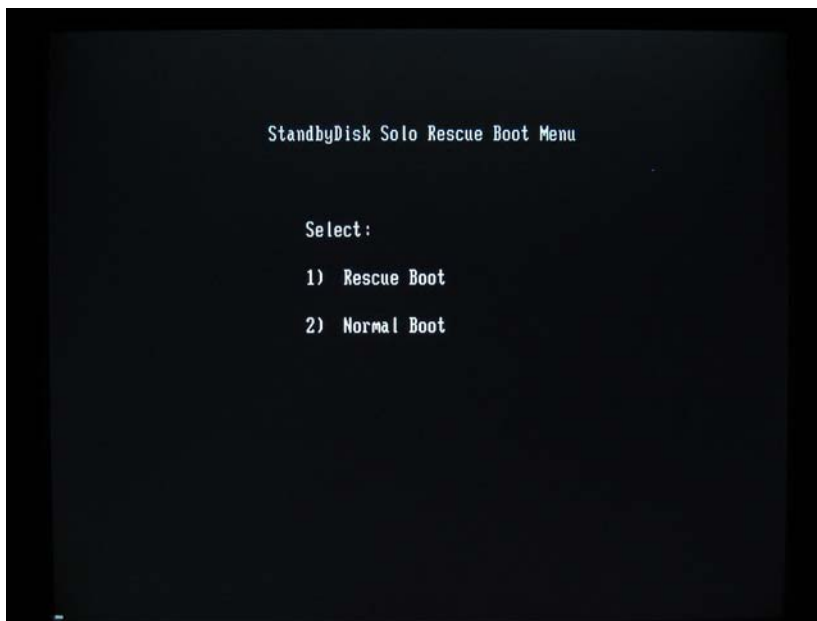 StandbyDisk Solo Rescue Boot Menu
Select:
1) Rescue Boot
2) Normal Boot